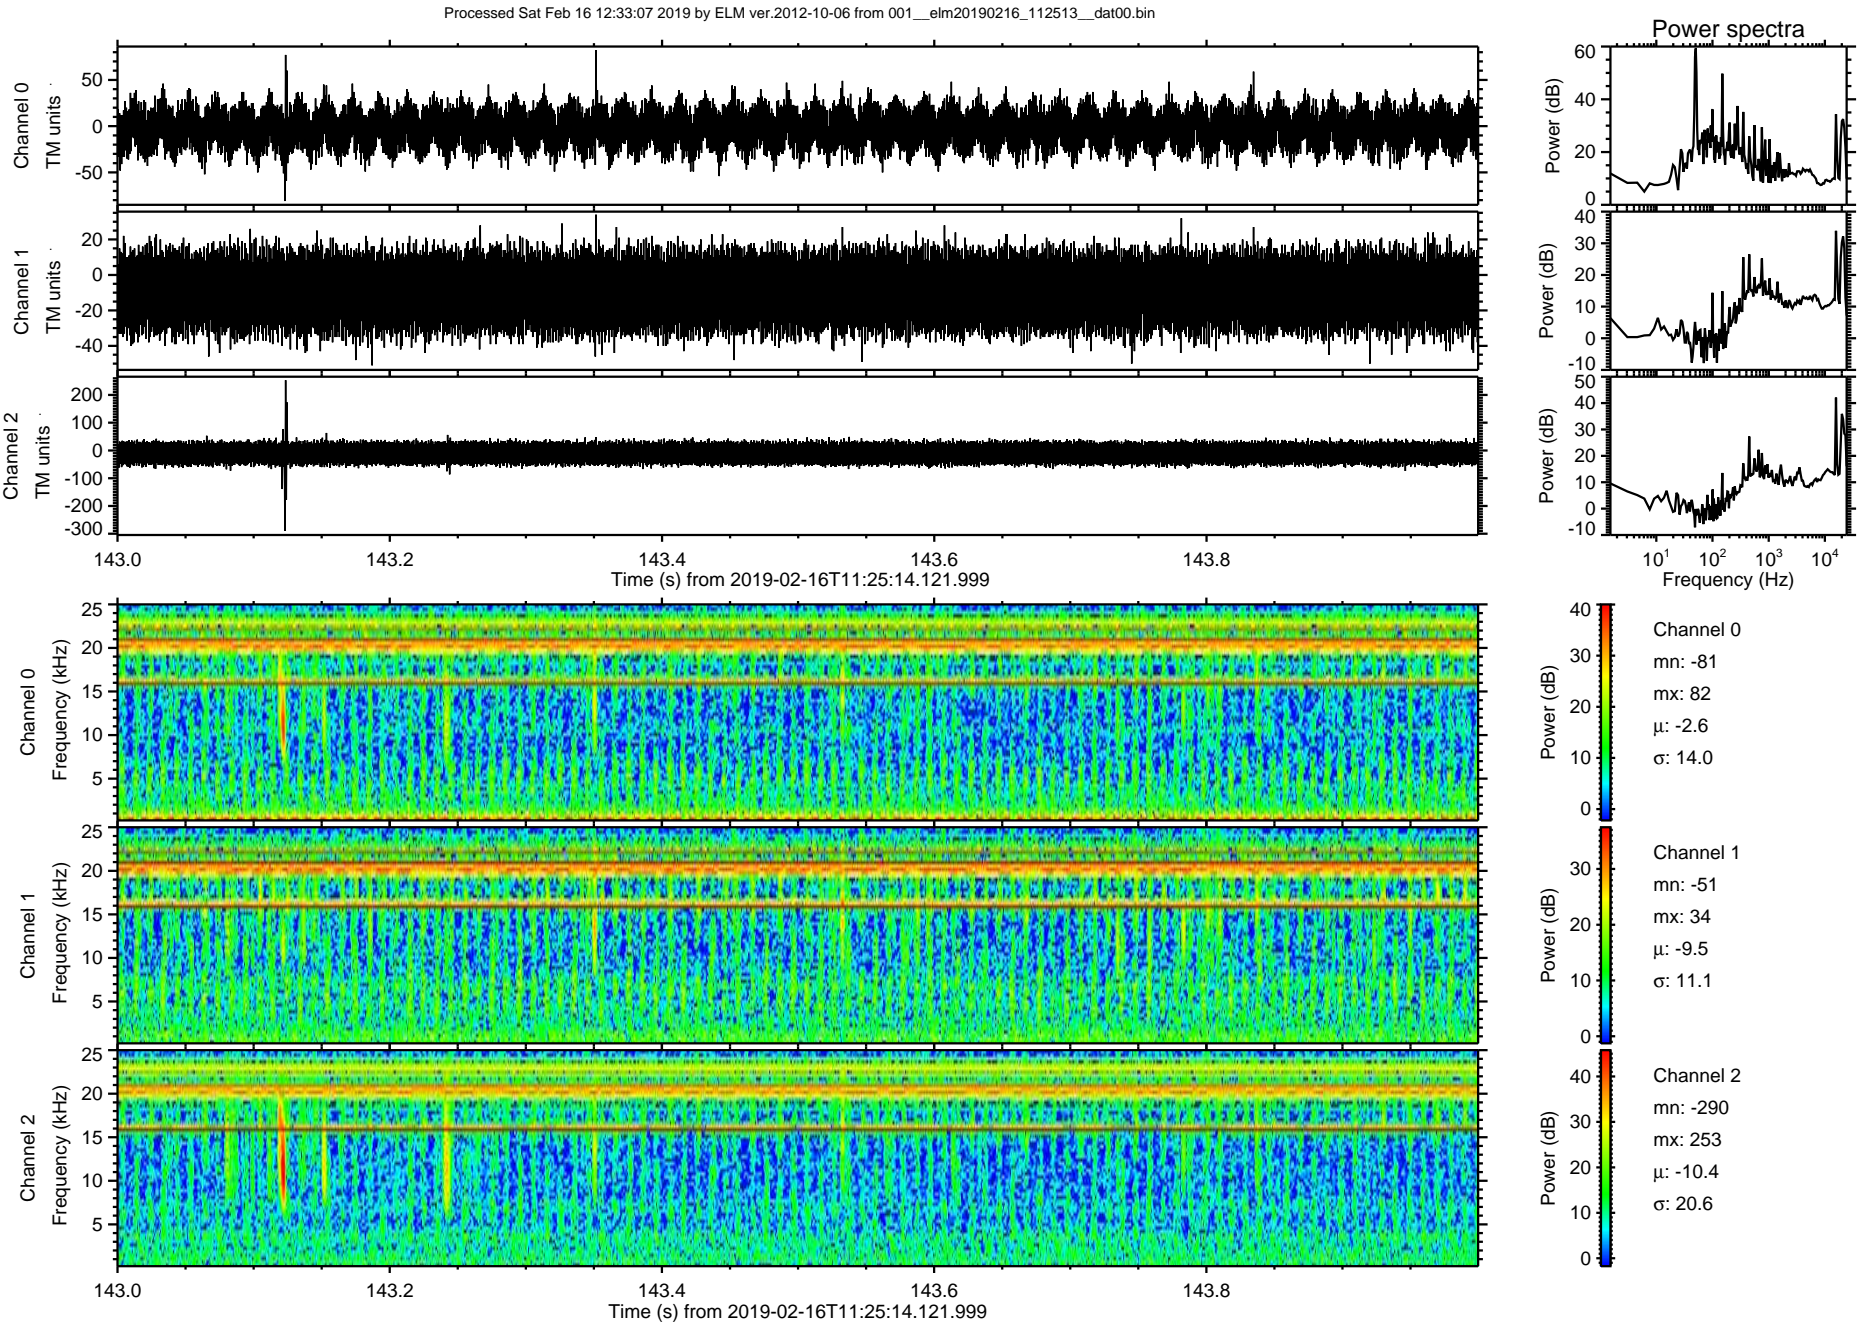 Processed Sat Feb 16 12:33:07 2019 by ELM ver.2012-10-06 from 001__elm20190216_112513__dat00.bin
Power spectra
Channel 0
TM units
50
0
-50
Power (dB)
60
40
20
0
Channel 1
TM units
20
0
-20
-40
Power (dB)
40
30
20
10
0
-10
Channel 2
TM units
200
100
0
-100
-200
-300
Power (dB)
50
40
30
20
10
0
-10
143.0 143.2 143.4 143.6 143.8
Time (s) from 2019-02-16T11:25:14.121.999
10^1 10^2 10^3 10^4
Frequency (Hz)
Channel 0
Frequency (kHz)
25
20
15
10
5
Power (dB)
40
30
20
10
0
Channel 0
mn: -81
mx: 82
µ: -2.6
σ: 14.0
Channel 1
Frequency (kHz)
25
20
15
10
5
Power (dB)
30
20
10
0
Channel 1
mn: -51
mx: 34
µ: -9.5
σ: 11.1
Channel 2
Frequency (kHz)
25
20
15
10
5
Power (dB)
40
30
20
10
0
Channel 2
mn: -290
mx: 253
µ: -10.4
σ: 20.6
143.0 143.2 143.4 143.6 143.8
Time (s) from 2019-02-16T11:25:14.121.999